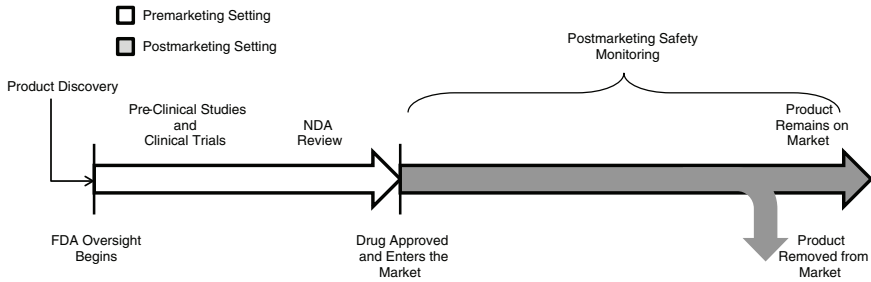 Premarketing Setting
Postmarketing Setting
Postmarketing Safety
Monitoring
Product Discovery
Pre-Clinical Studies
and
Clinical Trials
NDA
Review
Product
Remains on
Market
FDA Oversight
Begins
Drug Approved
and Enters the
Market
Product
Removed from
Market